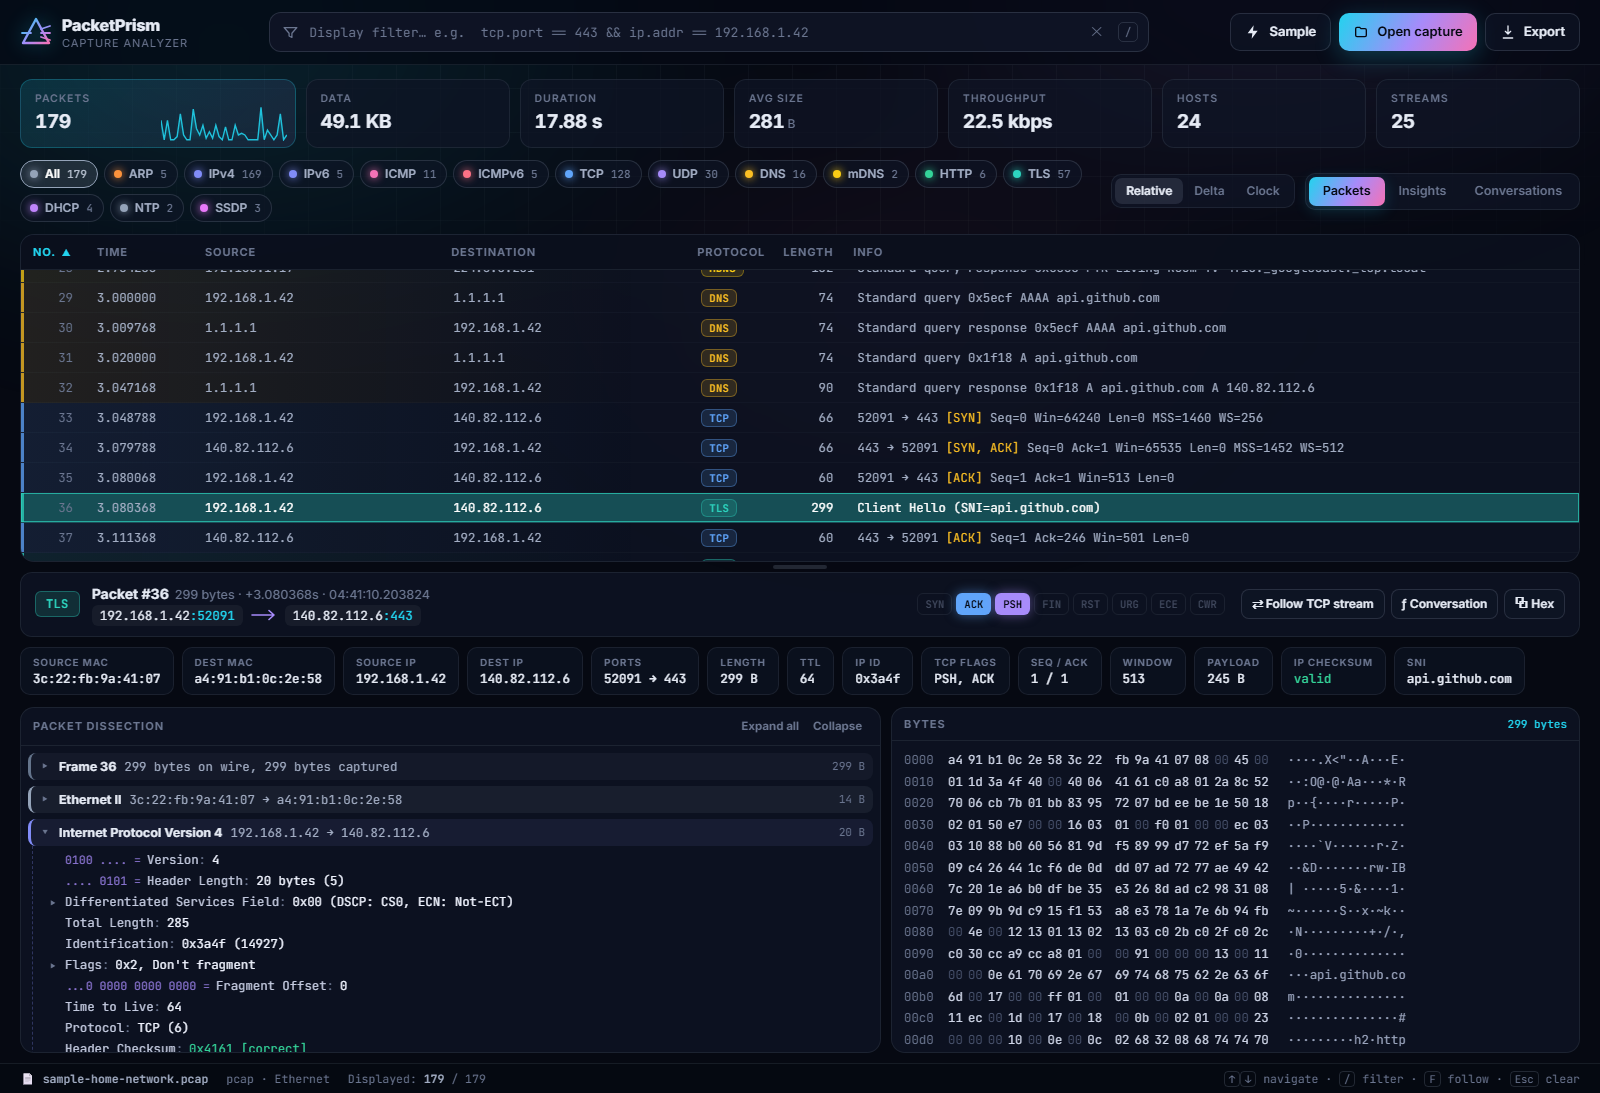 PacketPrism
CAPTURE ANALYZER
Display filter… e.g. tcp.port == 443 && ip.addr == 192.168.1.42
/
Sample
Open capture
Export
PACKETS
179
DATA
49.1 KB
DURATION
17.88 s
AVG SIZE
281 B
THROUGHPUT
22.5 kbps
HOSTS
24
STREAMS
25
All 179 ARP 5 IPv4 169 IPv6 5 ICMP 11 ICMPv6 5 TCP 128 UDP 30 DNS 16 mDNS 2 HTTP 6 TLS 57
DHCP 4 NTP 2 SSDP 3
Relative Delta Clock
Packets Insights Conversations
NO. ▲ TIME SOURCE DESTINATION PROTOCOL LENGTH INFO
29 3.000000 192.168.1.42 1.1.1.1 DNS 74 Standard query 0x5ecf AAAA api.github.com
30 3.009768 1.1.1.1 192.168.1.42 DNS 74 Standard query response 0x5ecf AAAA api.github.com
31 3.020000 192.168.1.42 1.1.1.1 DNS 74 Standard query 0x1f18 A api.github.com
32 3.047168 1.1.1.1 192.168.1.42 DNS 90 Standard query response 0x1f18 A api.github.com A 140.82.112.6
33 3.048788 192.168.1.42 140.82.112.6 TCP 66 52091 → 443 [SYN] Seq=0 Win=64240 Len=0 MSS=1460 WS=256
34 3.079788 140.82.112.6 192.168.1.42 TCP 66 443 → 52091 [SYN, ACK] Seq=0 Ack=1 Win=65535 Len=0 MSS=1452 WS=512
35 3.080068 192.168.1.42 140.82.112.6 TCP 60 52091 → 443 [ACK] Seq=1 Ack=1 Win=513 Len=0
36 3.080368 192.168.1.42 140.82.112.6 TLS 299 Client Hello (SNI=api.github.com)
37 3.111368 140.82.112.6 192.168.1.42 TCP 60 443 → 52091 [ACK] Seq=1 Ack=246 Win=501 Len=0
TLS
Packet #36 299 bytes · +3.080368s · 04:41:10.203824
192.168.1.42:52091 → 140.82.112.6:443
SYN ACK PSH FIN RST URG ECE CWR
⇄ Follow TCP stream
ƒ Conversation
Hex
SOURCE MAC
3c:22:fb:9a:41:07
DEST MAC
a4:91:b1:0c:2e:58
SOURCE IP
192.168.1.42
DEST IP
140.82.112.6
PORTS
52091 → 443
LENGTH
299 B
TTL
64
IP ID
0x3a4f
TCP FLAGS
PSH, ACK
SEQ / ACK
1 / 1
WINDOW
513
PAYLOAD
245 B
IP CHECKSUM
valid
SNI
api.github.com
PACKET DISSECTION
Expand all Collapse
▸ Frame 36 299 bytes on wire, 299 bytes captured 299 B
▸ Ethernet II 3c:22:fb:9a:41:07 → a4:91:b1:0c:2e:58 14 B
▾ Internet Protocol Version 4 192.168.1.42 → 140.82.112.6 20 B
0100 .... = Version: 4
.... 0101 = Header Length: 20 bytes (5)
▸ Differentiated Services Field: 0x00 (DSCP: CS0, ECN: Not-ECT)
Total Length: 285
Identification: 0x3a4f (14927)
▸ Flags: 0x2, Don't fragment
...0 0000 0000 0000 = Fragment Offset: 0
Time to Live: 64
Protocol: TCP (6)
Header Checksum: 0x4161 [correct]
BYTES
299 bytes
0000 a4 91 b1 0c 2e 58 3c 22 fb 9a 41 07 08 00 45 00 ····.X<"··A···E·
0010 01 1d 3a 4f 40 00 40 06 41 61 c0 a8 01 2a 8c 52 ··:O@·@·Aa···*·R
0020 70 06 cb 7b 01 bb 83 95 72 07 bd ee be 1e 50 18 p··{····r·····P·
0030 02 01 50 e7 00 00 16 03 01 00 f0 01 00 00 ec 03 ··P·············
0040 03 10 88 b0 60 56 81 9d f5 89 99 d7 72 ef 5a f9 ····`V······r·Z·
0050 09 c4 26 44 1c f6 de 0d dd 07 ad 72 77 ae 49 42 ··&D·······rw·IB
0060 7c 20 1e a6 b0 df be 35 e3 26 8d ad c2 98 31 08 | ·····5·&····1·
0070 7e 09 9b 9d c9 15 f1 53 a8 e3 78 1a 7e 6b 94 fb ~······S··x·~k··
0080 00 4e 00 12 13 01 13 02 13 03 c0 2b c0 2f c0 2c ·N·········+·/·,
0090 c0 30 cc a9 cc a8 01 00 00 91 00 00 00 13 00 11 ·0··············
00a0 00 00 0e 61 70 69 2e 67 69 74 68 75 62 2e 63 6f ···api.github.co
00b0 6d 00 17 00 00 ff 01 00 01 00 00 0a 00 0a 00 08 m···············
00c0 11 ec 00 1d 00 17 00 18 00 0b 00 02 01 00 00 23 ···············#
00d0 00 00 00 10 00 0e 00 0c 02 68 32 08 68 74 74 70 ·········h2·http
sample-home-network.pcap pcap · Ethernet Displayed: 179 / 179
↑ ↓ navigate · / filter · F follow · Esc clear